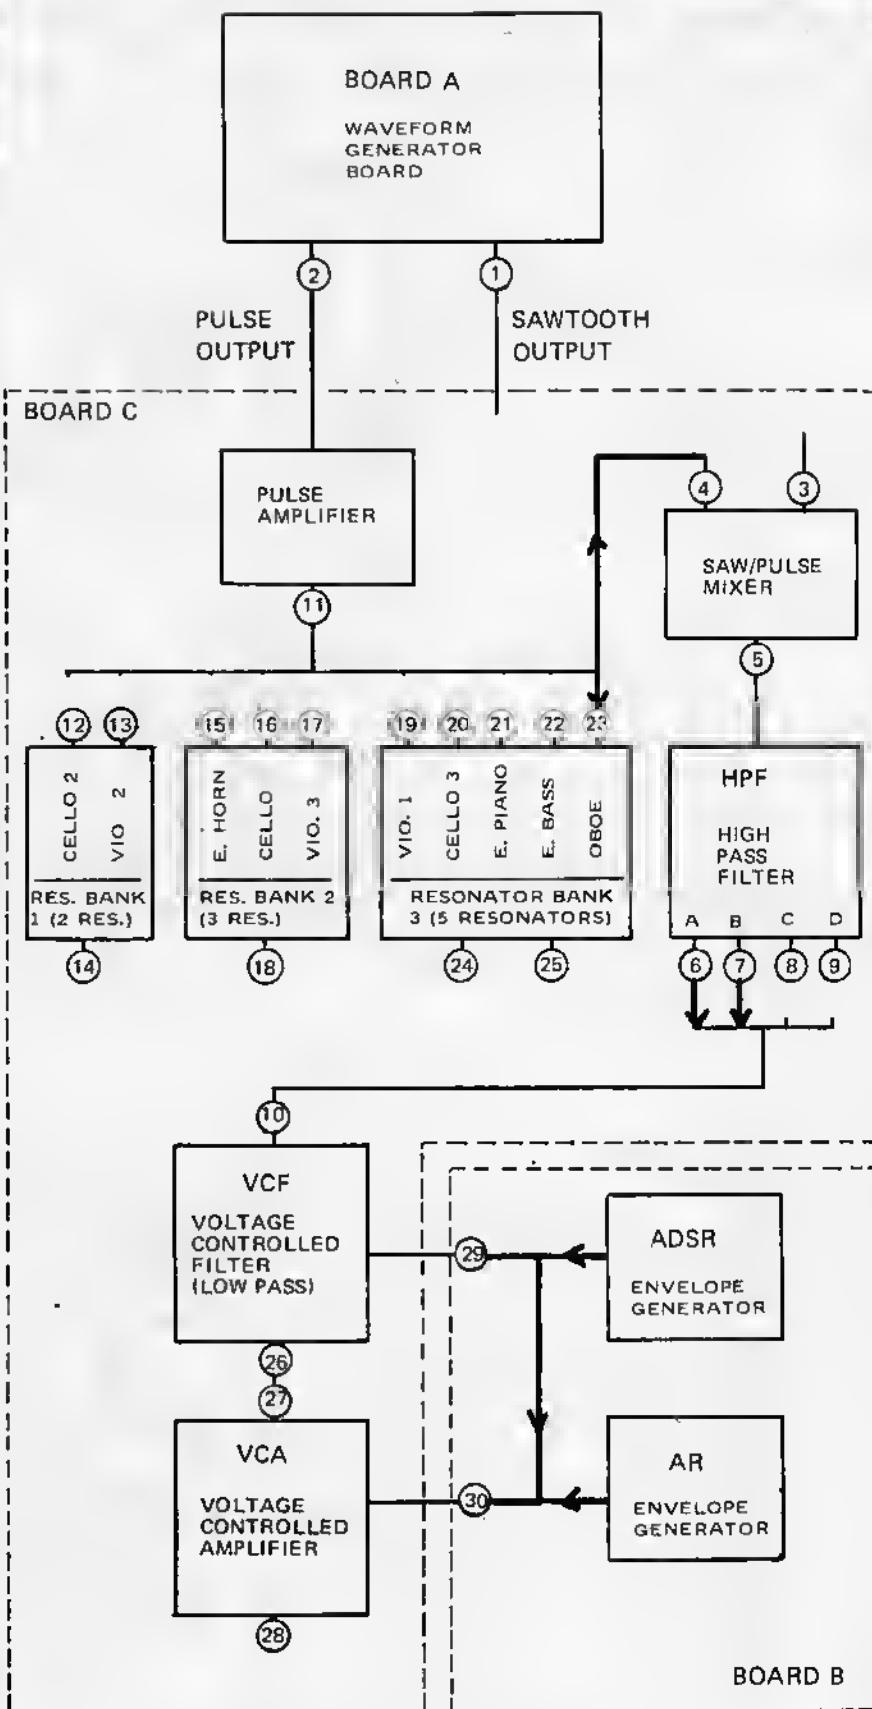 BOARD A
WAVEFORM
GENERATOR
BOARD
2
1
PULSE
OUTPUT
SAWTOOTH
OUTPUT
BOARD C
PULSE
AMPLIFIER
4
3
SAW/PULSE
MIXER
11
5
12
13
15
16
17
19
20
21
22
23
CELLO 2
VIO 2
E. HORN
CELLO
VIO. 3
VIO. 1
CELLO 3
E. PIANO
E. BASS
OBOE
RES. BANK
1 (2 RES.)
RES. BANK 2
(3 RES.)
RESONATOR BANK
3 (5 RESONATORS)
HPF
HIGH
PASS
FILTER
A B C D
14
18
24
25
6
7
8
9
10
VCF
VOLTAGE
CONTROLLED
FILTER
(LOW PASS)
29
ADSR
ENVELOPE
GENERATOR
26
27
VCA
VOLTAGE
CONTROLLED
AMPLIFIER
30
AR
ENVELOPE
GENERATOR
28
BOARD B